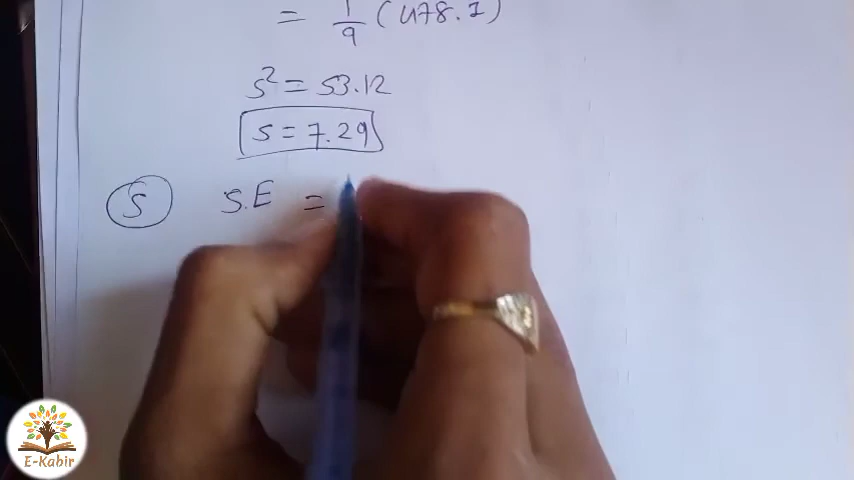 = 1/9 (478.1)
s² = 53.12
s = 7.29
5 S.E =
E-Kabir